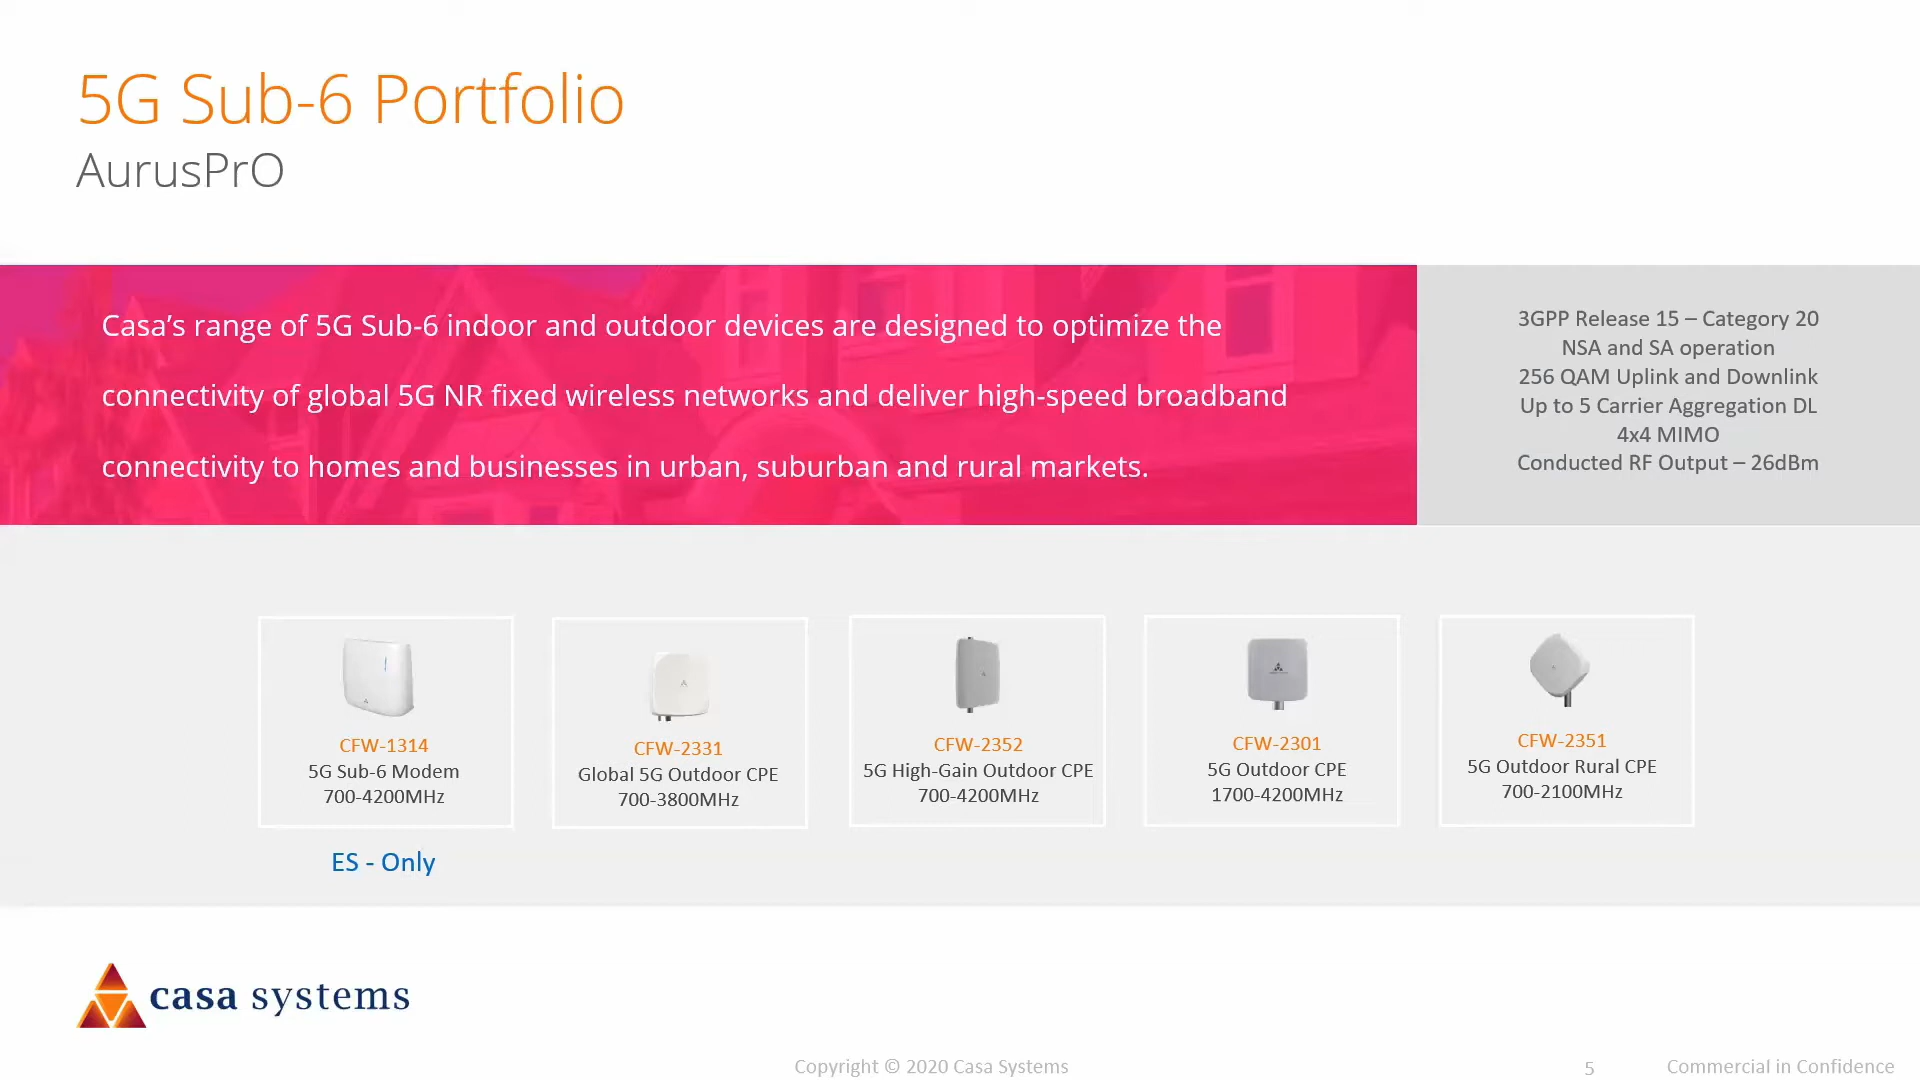 5G Sub-6 Portfolio
AurusPrO
Casa’s range of 5G Sub-6 indoor and outdoor devices are designed to optimize the
connectivity of global 5G NR fixed wireless networks and deliver high-speed broadband
connectivity to homes and businesses in urban, suburban and rural markets.
3GPP Release 15 – Category 20
NSA and SA operation
256 QAM Uplink and Downlink
Up to 5 Carrier Aggregation DL
4x4 MIMO
Conducted RF Output – 26dBm
CFW-1314
5G Sub-6 Modem
700-4200MHz
CFW-2331
Global 5G Outdoor CPE
700-3800MHz
CFW-2352
5G High-Gain Outdoor CPE
700-4200MHz
CFW-2301
5G Outdoor CPE
1700-4200MHz
CFW-2351
5G Outdoor Rural CPE
700-2100MHz
ES - Only
casa systems
Copyright © 2020 Casa Systems
5
Commercial in Confidence